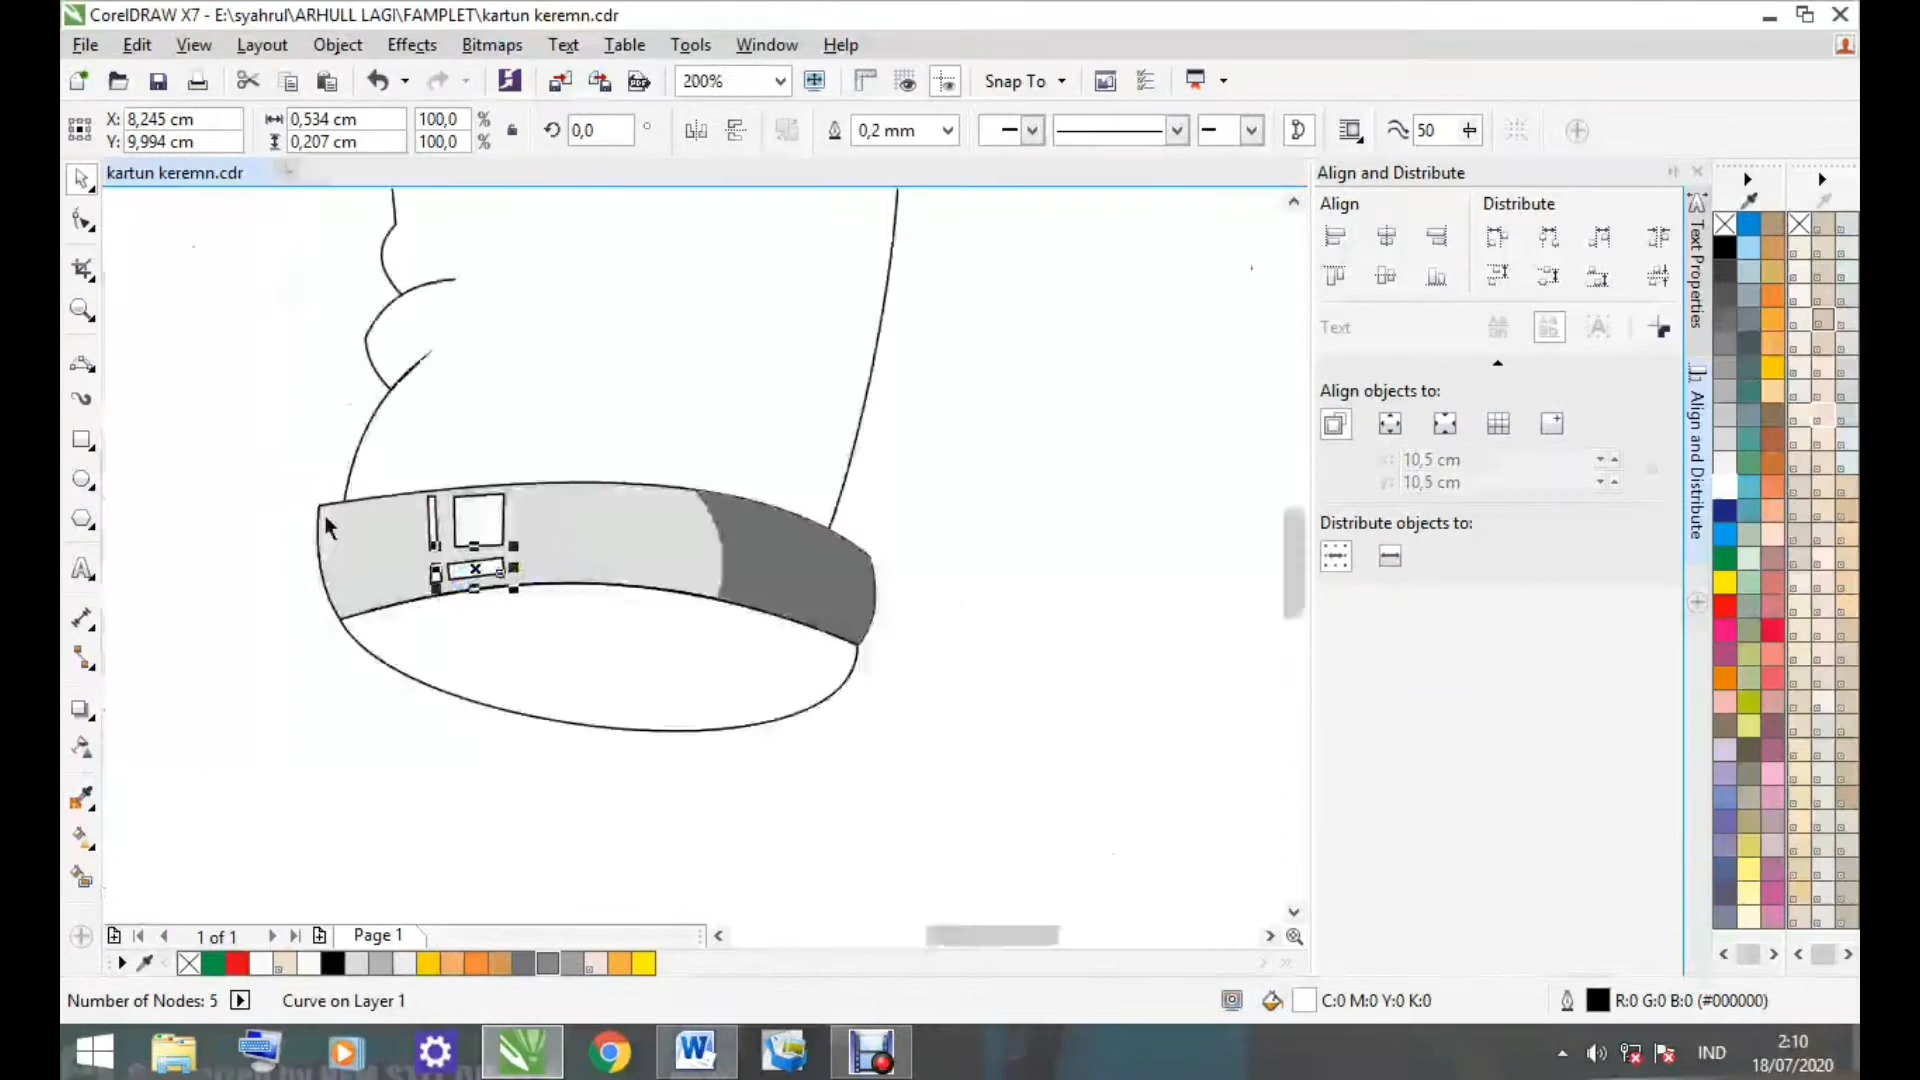 CorelDRAW X7 - E:\syahrul\ARHULL LAGI\FAMPLET\kartun keremn.cdr
File Edit View Layout Object Effects Bitmaps Text Table Tools Window Help
200% Snap To
X: 8,245 cm 0,534 cm 100,0 % 0,0 ° 0,2 mm 50
Y: 9,994 cm 0,207 cm 100,0 %
kartun keremn.cdr
Align and Distribute
Align Distribute
Text
Align objects to:
10,5 cm
10,5 cm
Distribute objects to:
Text Properties
Align and Distribute
1 of 1 Page 1
Number of Nodes: 5 Curve on Layer 1 C:0 M:0 Y:0 K:0 R:0 G:0 B:0 (#000000)
IND 2:10
18/07/2020